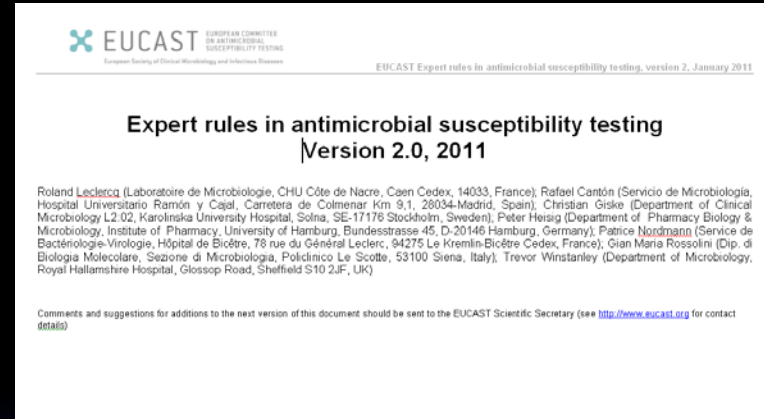 EUCAST EUROPEAN COMMITTEE
ON ANTIMICROBIAL
SUSCEPTIBILITY TESTING
European Society of Clinical Microbiology and Infectious Diseases
EUCAST Expert rules in antimicrobial susceptibility testing, version 2, January 2011
Expert rules in antimicrobial susceptibility testing
Version 2.0, 2011
Roland Leclercq (Laboratoire de Microbiologie, CHU Côte de Nacre, Caen Cedex, 14033, France); Rafael Cantón (Servicio de Microbiología,
Hospital Universitario Ramón y Cajal, Carretera de Colmenar Km 9,1, 28034-Madrid, Spain); Christian Giske (Department of Clinical
Microbiology L2:02, Karolinska University Hospital, Solna, SE-17176 Stockholm, Sweden); Peter Heisig (Department of Pharmacy Biology &
Microbiology, Institute of Pharmacy, University of Hamburg, Bundesstrasse 45, D-20146 Hamburg, Germany); Patrice Nordmann (Service de
Bactériologie-Virologie, Hôpital de Bicêtre, 78 rue du Général Leclerc, 94275 Le Kremlin-Bicêtre Cedex, France); Gian Maria Rossolini (Dip. di
Biologia Molecolare, Sezione di Microbiologia, Policlinico Le Scotte, 53100 Siena, Italy); Trevor Winstanley (Department of Microbiology,
Royal Hallamshire Hospital, Glossop Road, Sheffield S10 2JF, UK)
Comments and suggestions for additions to the next version of this document should be sent to the EUCAST Scientific Secretary (see http://www.eucast.org for contact
details)